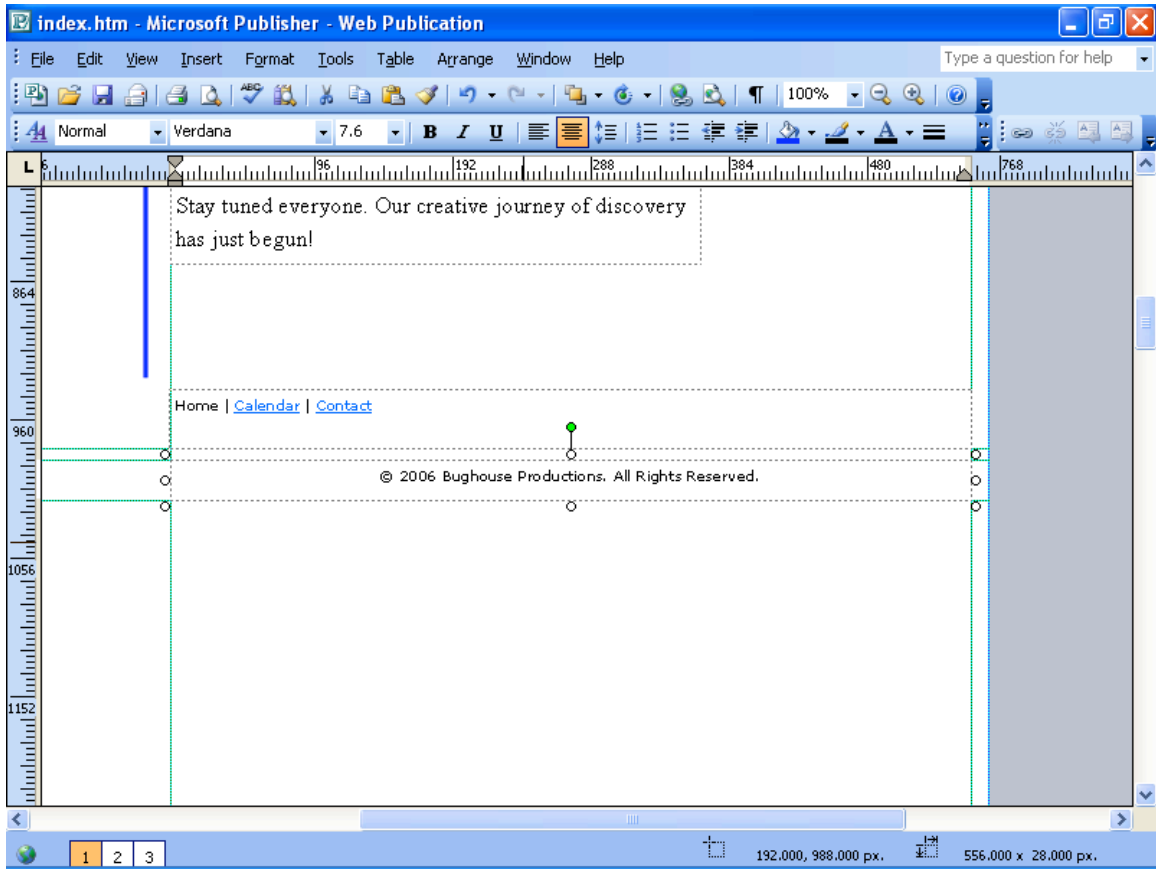 index.htm - Microsoft Publisher - Web Publication
File Edit View Insert Format Tools Table Arrange Window Help Type a question for help
ABC 100%
Normal Verdana 7.6 B I U A
L 96 192 288 384 480 768
Stay tuned everyone. Our creative journey of discovery
has just begun!
864
Home | Calendar | Contact
960
© 2006 Bughouse Productions. All Rights Reserved.
1056
1152
1 2 3 192.000, 988.000 px. 556.000 x 28.000 px.